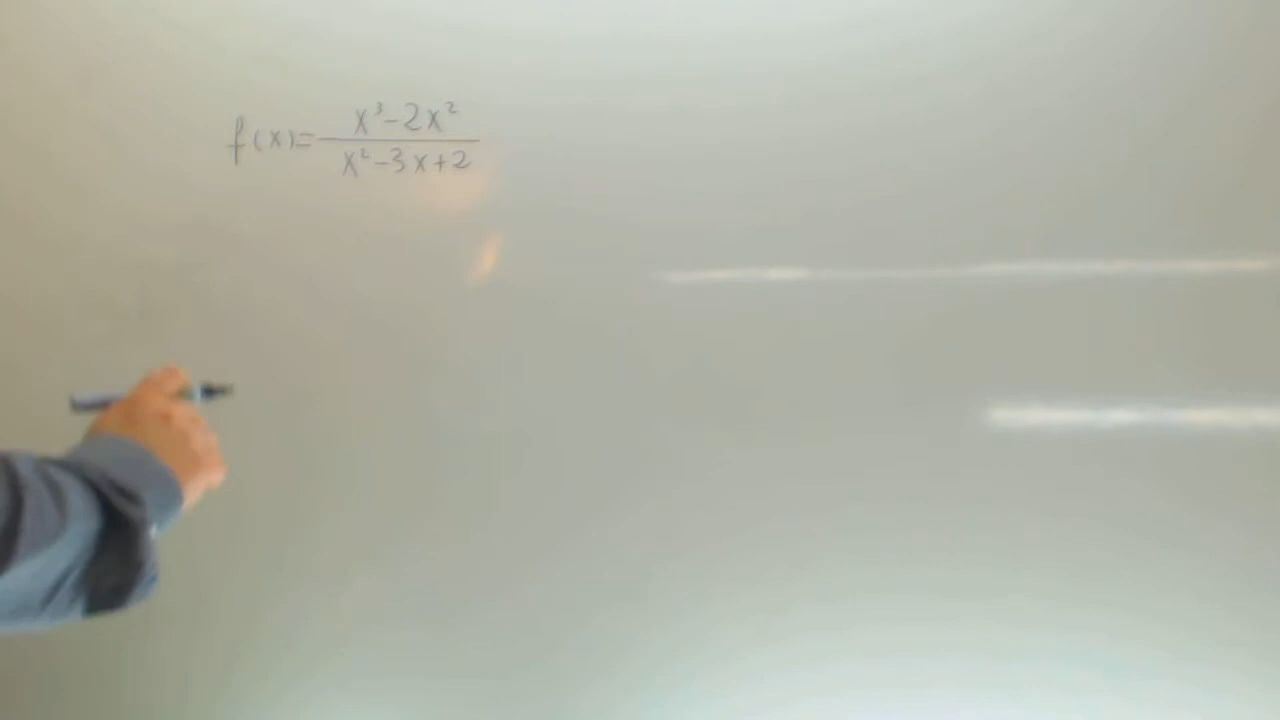 f(x)= x³-2x² / x²-3x+2